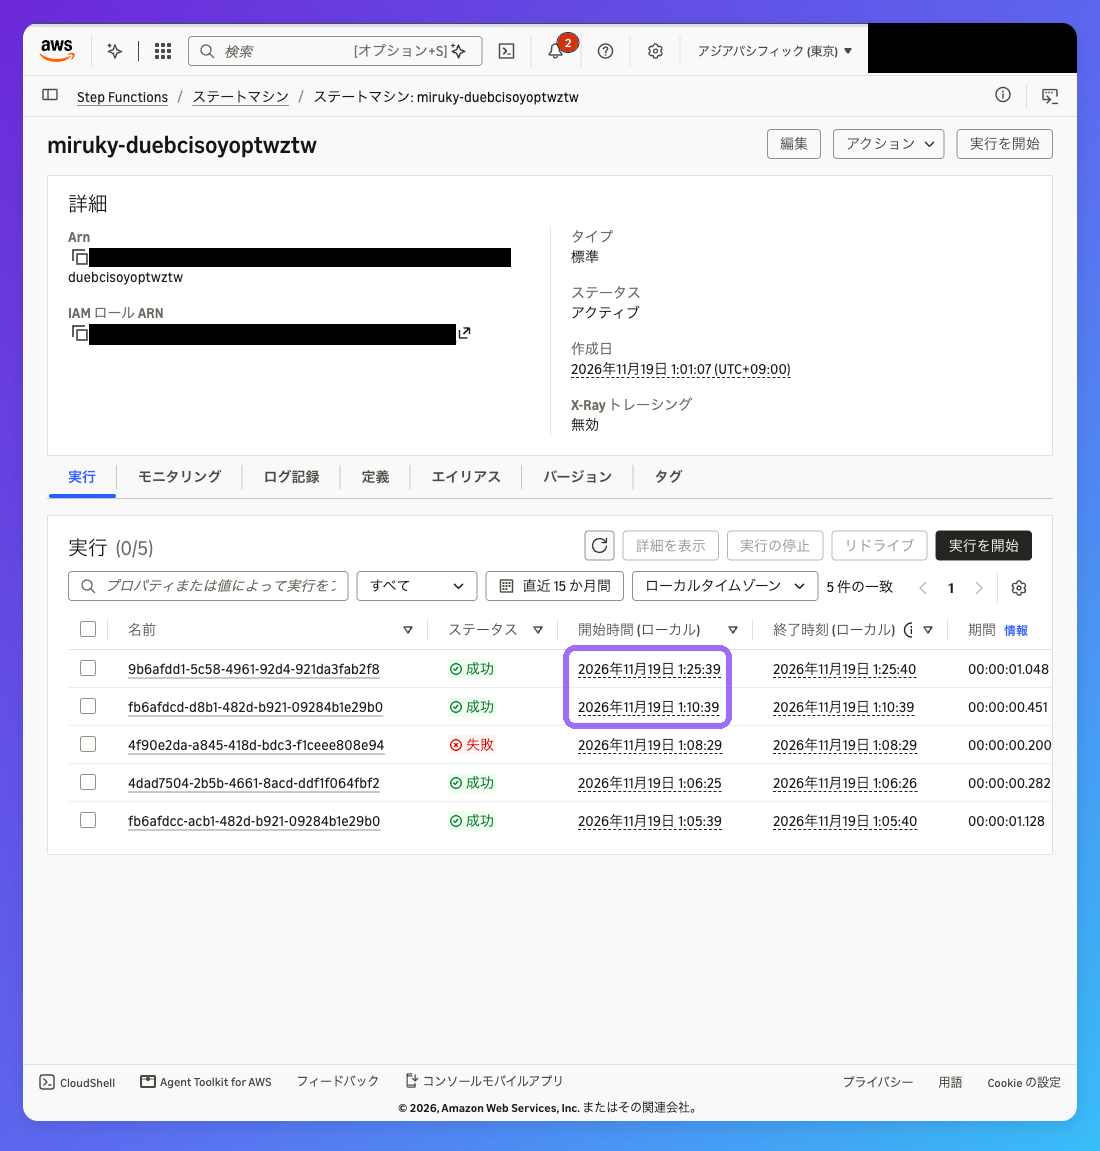 aws
検索 [オプション+S]
2
アジアパシフィック (東京) ▼
Step Functions / ステートマシン / ステートマシン: miruky-duebcisoyoptwztw
miruky-duebcisoyoptwztw
編集 アクション 実行を開始
詳細
Arn
duebcisoyoptwztw
IAM ロール ARN
タイプ
標準
ステータス
アクティブ
作成日
2026年11月19日 1:01:07 (UTC+09:00)
X-Ray トレーシング
無効
実行 モニタリング ログ記録 定義 エイリアス バージョン タグ
実行 (0/5) 詳細を表示 実行の停止 リドライブ 実行を開始
プロパティまたは値によって実行をフ すべて 直近 15 か月間 ローカルタイムゾーン 5 件の一致 1
名前 ステータス 開始時間 (ローカル) 終了時刻 (ローカル) 期間 情報
9b6afdd1-5c58-4961-92d4-921da3fab2f8 成功 2026年11月19日 1:25:39 2026年11月19日 1:25:40 00:00:01.048
fb6afdcd-d8b1-482d-b921-09284b1e29b0 成功 2026年11月19日 1:10:39 2026年11月19日 1:10:39 00:00:00.451
4f90e2da-a845-418d-bdc3-f1ceee808e94 失敗 2026年11月19日 1:08:29 2026年11月19日 1:08:29 00:00:00.200
4dad7504-2b5b-4661-8acd-ddf1f064fbf2 成功 2026年11月19日 1:06:25 2026年11月19日 1:06:26 00:00:00.282
fb6afdcc-acb1-482d-b921-09284b1e29b0 成功 2026年11月19日 1:05:39 2026年11月19日 1:05:40 00:00:01.128
CloudShell Agent Toolkit for AWS フィードバック コンソールモバイルアプリ プライバシー 用語 Cookie の設定
© 2026, Amazon Web Services, Inc. またはその関連会社。